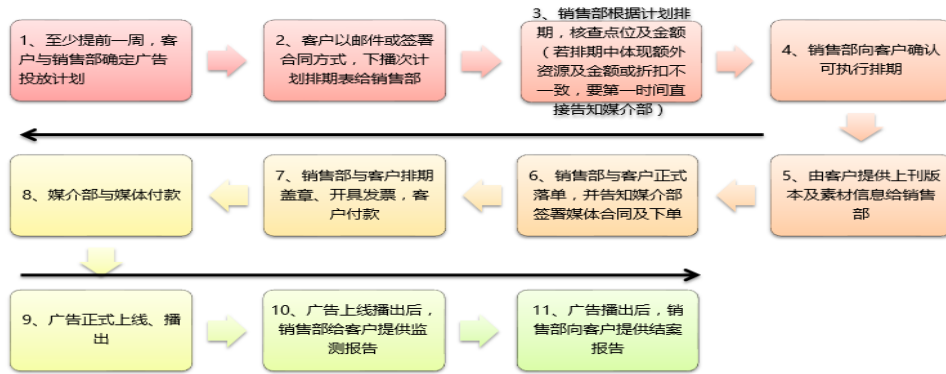 1、至少提前一周，客
户与销售部确定广告
投放计划
2、客户以邮件或签署
合同方式，下播次计
划排期表给销售部
3、销售部根据计划排
期，核查点位及金额
（若排期中体现额外
资源及金额或折扣不
一致，要第一时间直
接告知媒介部）
4、销售部向客户确认
可执行排期
5、由客户提供上刊版
本及素材信息给销售
部
6、销售部与客户正式
落单，并告知媒介部
签署媒体合同及下单
7、销售部与客户排期
盖章、开具发票，客
户付款
8、媒介部与媒体付款
9、广告正式上线、播
出
10、广告上线播出后，
销售部给客户提供监
测报告
11、广告播出后，销
售部向客户提供结案
报告